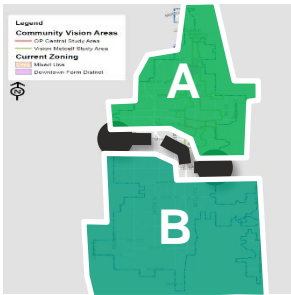 Legend
Community Vision Areas
OP Central Study Area
Vision Metcalf Study Area
Current Zoning
Mixed Use
Downtown Form District
N
A
B